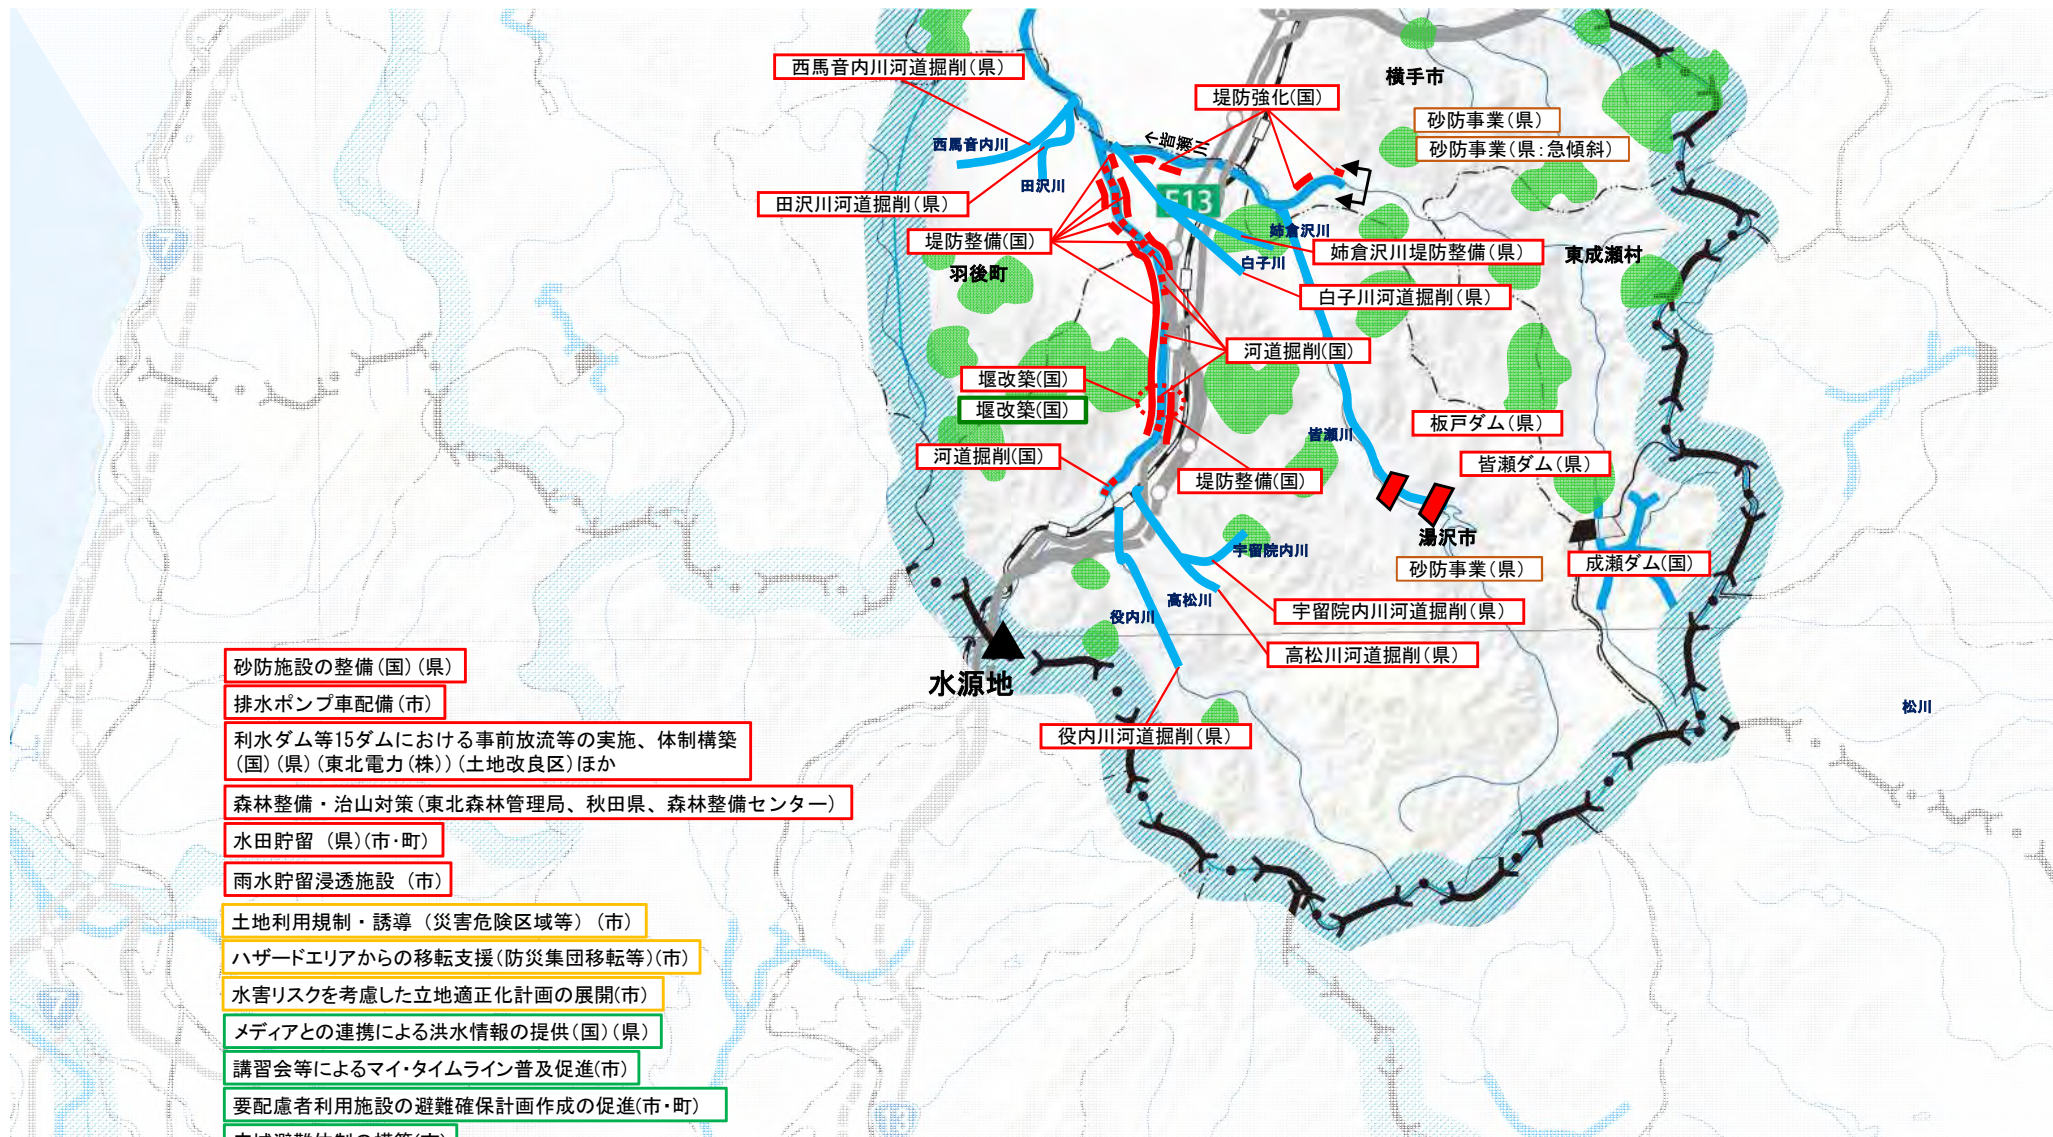 西馬音内川河道掘削(県)
横手市
堤防強化(国)
砂防事業(県)
砂防事業(県:急傾斜)
西馬音内川
↑皆瀬川
田沢川
田沢川河道掘削(県)
E13
姉倉沢川
堤防整備(国)
姉倉沢川堤防整備(県)
東成瀬村
白子川
羽後町
白子川河道掘削(県)
河道掘削(国)
堰改築(国)
堰改築(国)
板戸ダム(県)
皆瀬川
河道掘削(国)
皆瀬ダム(県)
堤防整備(国)
湯沢市
宇留院内川
砂防事業(県)
成瀬ダム(国)
高松川
宇留院内川河道掘削(県)
役内川
高松川河道掘削(県)
水源地
松川
役内川河道掘削(県)
砂防施設の整備(国)(県)
排水ポンプ車配備(市)
利水ダム等15ダムにおける事前放流等の実施、体制構築
(国)(県)(東北電力(株))(土地改良区)ほか
森林整備・治山対策(東北森林管理局、秋田県、森林整備センター)
水田貯留 (県)(市・町)
雨水貯留浸透施設 (市)
土地利用規制・誘導 (災害危険区域等) (市)
ハザードエリアからの移転支援(防災集団移転等)(市)
水害リスクを考慮した立地適正化計画の展開(市)
メディアとの連携による洪水情報の提供(国)(県)
講習会等によるマイ・タイムライン普及促進(市)
要配慮者利用施設の避難確保計画作成の促進(市・町)